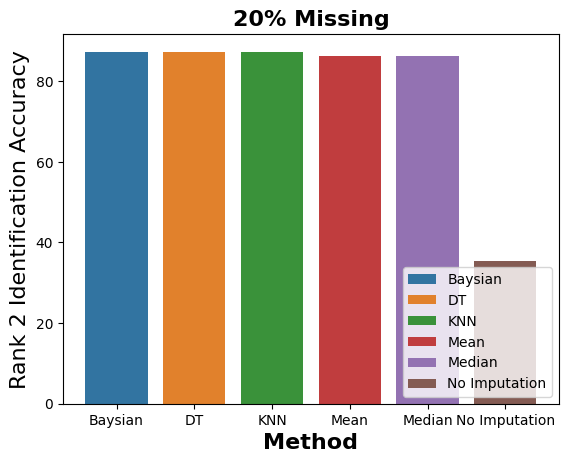 20% Missing
Rank 2 Identification Accuracy
80
60
40
20
0
Baysian
DT
KNN
Mean
Median
No Imputation
Baysian DT KNN Mean Median No Imputation
Method